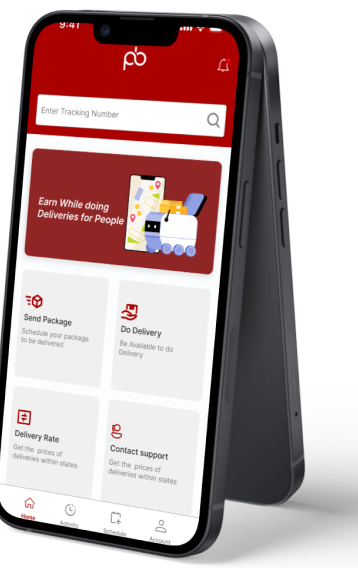 9:41
pb
Enter Tracking Number
Earn While doing
Deliveries for People
Send Package
Schedule your package
to be delivered
Do Delivery
Be Available to do
Delivery
Delivery Rate
Get the prices of
deliveries within states
Contact support
Get the prices of
deliveries within states
Home
Activity
Schedule
Account